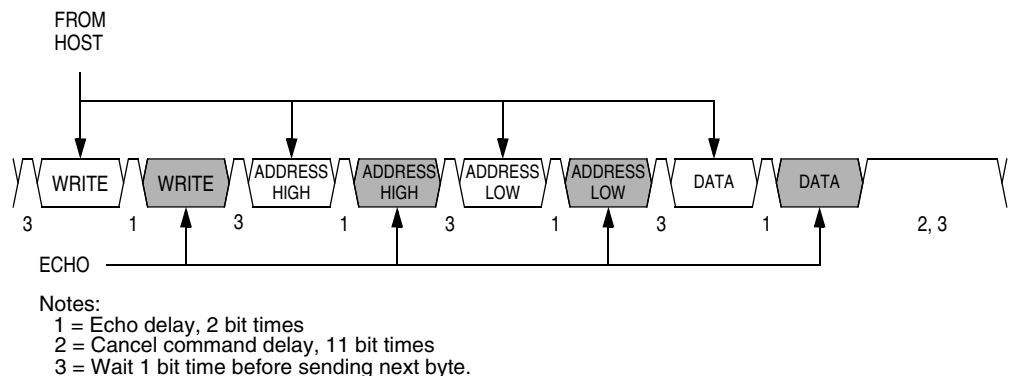 FROM
HOST
WRITE
WRITE
ADDRESS
HIGH
ADDRESS
HIGH
ADDRESS
LOW
ADDRESS
LOW
DATA
DATA
3 1 3 1 3 1 3 1 2, 3
ECHO
Notes:
1 = Echo delay, 2 bit times
2 = Cancel command delay, 11 bit times
3 = Wait 1 bit time before sending next byte.